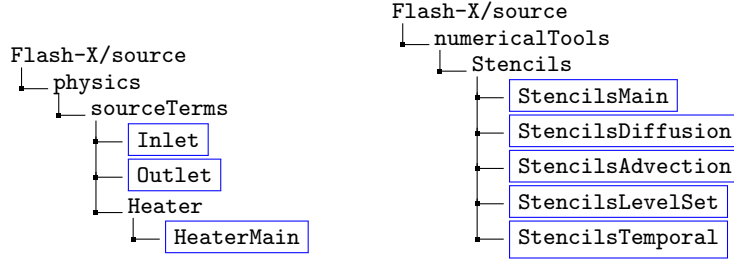 Flash-X/source
physics
sourceTerms
Inlet
Outlet
Heater
HeaterMain
Flash-X/source
numericalTools
Stencils
StencilsMain
StencilsDiffusion
StencilsAdvection
StencilsLevelSet
StencilsTemporal